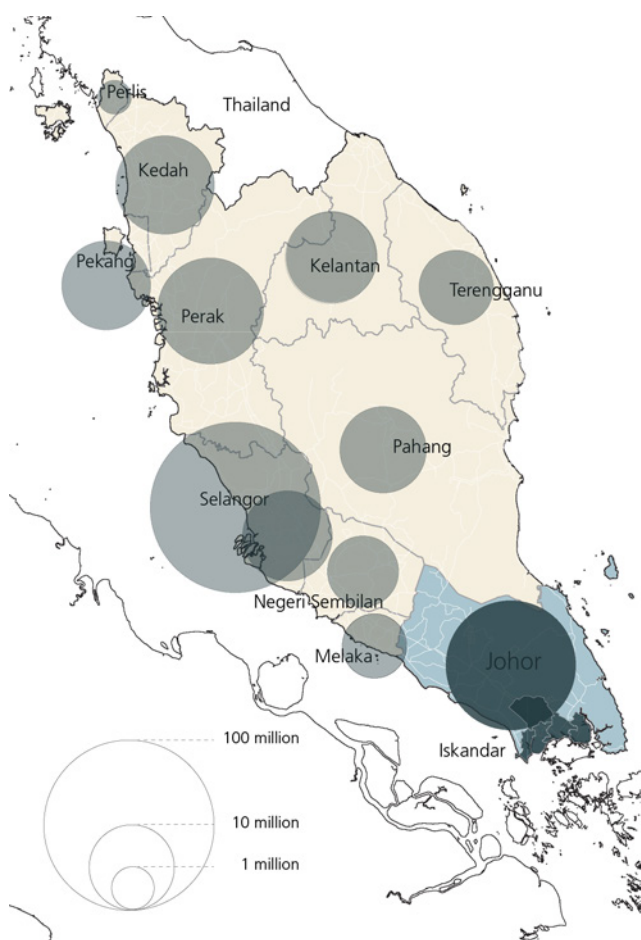 Perlis
Thailand
Kedah
Pekang
Kelantan
Terengganu
Perak
Pahang
Selangor
Negeri Sembilan
Melaka
Johor
Iskandar
100 million
10 million
1 million